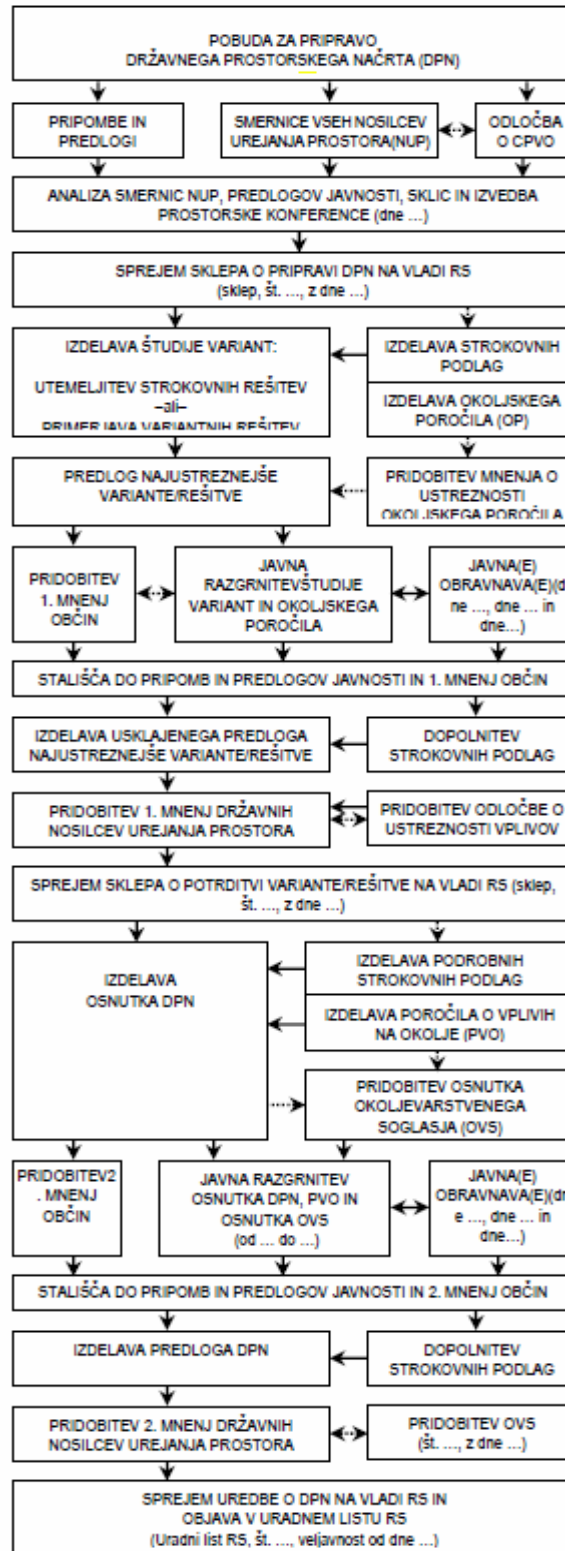 POBUDA ZA PRIPRAVO
DRŽAVNEGA PROSTORSKEGA NAČRTA (DPN)
PRIPOMBE IN
PREDLOGI
SMERNICE VSEH NOSILCEV
UREJANJA PROSTORA(NUP)
ODLOČBA
O CPVO
ANALIZA SMERNIC NUP, PREDLOGOV JAVNOSTI, SKLIC IN IZVEDBA
PROSTORSKE KONFERENCE (dne ...)
SPREJEM SKLEPA O PRIPRAVI DPN NA VLADI RS
(sklep, št. ..., z dne ...)
IZDELAVA ŠTUDIJE VARIANT:
UTEMELJITEV STROKOVNIH REŠITEV
–ali–
PRIMERJAVA VARIANTNIH REŠITEV
IZDELAVA STROKOVNIH
PODLAG
IZDELAVA OKOLJSKEGA
POROČILA (OP)
PREDLOG NAJUSTREZNEJŠE
VARIANTE/REŠITVE
PRIDOBITEV MNENJA O
USTREZNOSTI
OKOLJSKEGA POROČILA
PRIDOBITEV
1. MNENJ
OBČIN
JAVNA
RAZGRNITEVŠTUDIJE
VARIANT IN OKOLJSKEGA
POROČILA
JAVNA(E)
OBRAVNAVA(E)(d
ne ..., dne ... in
dne...)
STALIŠČA DO PRIPOMB IN PREDLOGOV JAVNOSTI IN 1. MNENJ OBČIN
IZDELAVA USKLAJENEGA PREDLOGA
NAJUSTREZNEJŠE VARIANTE/REŠITVE
DOPOLNITEV
STROKOVNIH PODLAG
PRIDOBITEV 1. MNENJ DRŽAVNIH
NOSILCEV UREJANJA PROSTORA
PRIDOBITEV ODLOČBE O
USTREZNOSTI VPLIVOV
SPREJEM SKLEPA O POTRDITVI VARIANTE/REŠITVE NA VLADI RS (sklep,
št. ..., z dne ...)
IZDELAVA
OSNUTKA DPN
IZDELAVA PODROBNIH
STROKOVNIH PODLAG
IZDELAVA POROČILA O VPLIVIH
NA OKOLJE (PVO)
PRIDOBITEV OSNUTKA
OKOLJEVARSTVENEGA
SOGLASJA (OVS)
PRIDOBITEV2
. MNENJ
OBČIN
JAVNA RAZGRNITEV
OSNUTKA DPN, PVO IN
OSNUTKA OVS
(od ... do ...)
JAVNA(E)
OBRAVNAVA(E)(dn
e ..., dne ... in
dne...)
STALIŠČA DO PRIPOMB IN PREDLOGOV JAVNOSTI IN 2. MNENJ OBČIN
IZDELAVA PREDLOGA DPN
DOPOLNITEV
STROKOVNIH PODLAG
PRIDOBITEV 2. MNENJ DRŽAVNIH
NOSILCEV UREJANJA PROSTORA
PRIDOBITEV OVS
(št. ..., z dne ...)
SPREJEM UREDBE O DPN NA VLADI RS IN
OBJAVA V URADNEM LISTU RS
(Uradni list RS, št. ..., veljavnost od dne ...)